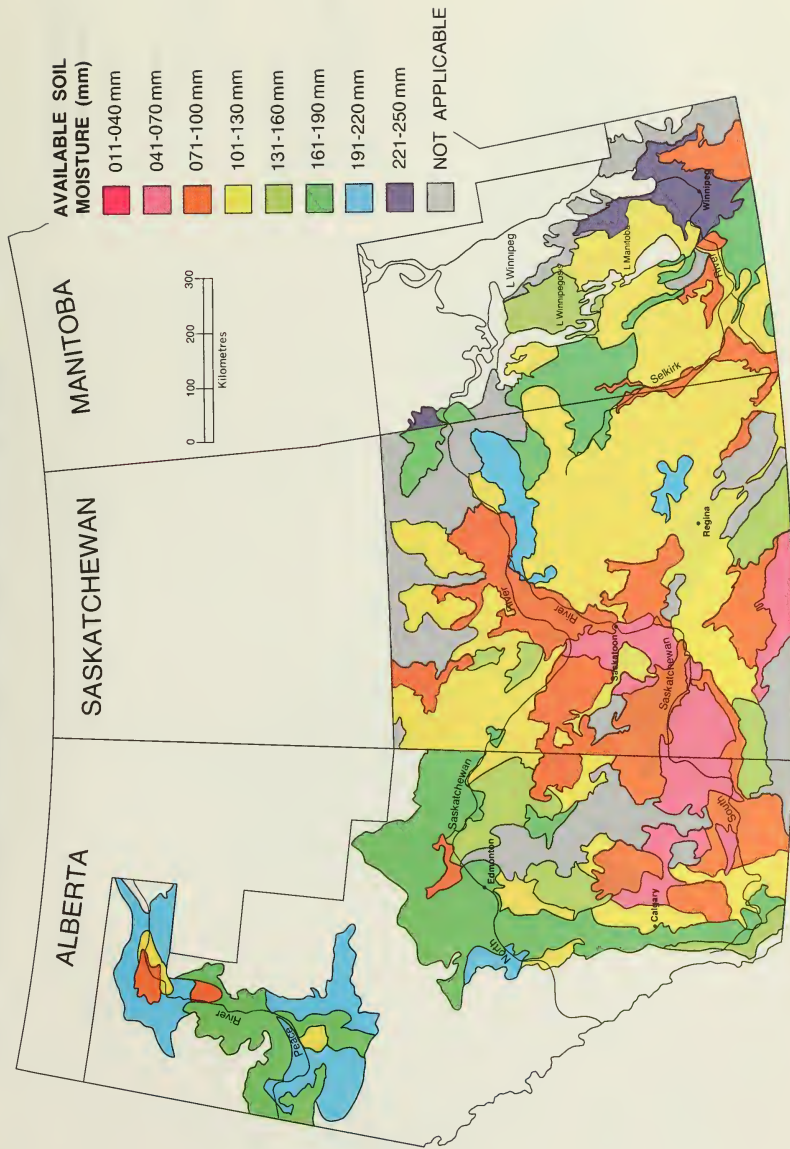 ALBERTA
SASKATCHEWAN
MANITOBA
AVAILABLE SOIL
MOISTURE (mm)
011-040 mm
041-070 mm
071-100 mm
101-130 mm
131-160 mm
161-190 mm
191-220 mm
221-250 mm
NOT APPLICABLE
0 100 200 300
Kilometres
Peace
River
North
Saskatchewan
River
Edmonton
Calgary
South
Saskatchewan
River
Saskatoon
Regina
Selkirk
L Winnipeg
L Winnipegosis
L Manitoba
River
Winnipeg